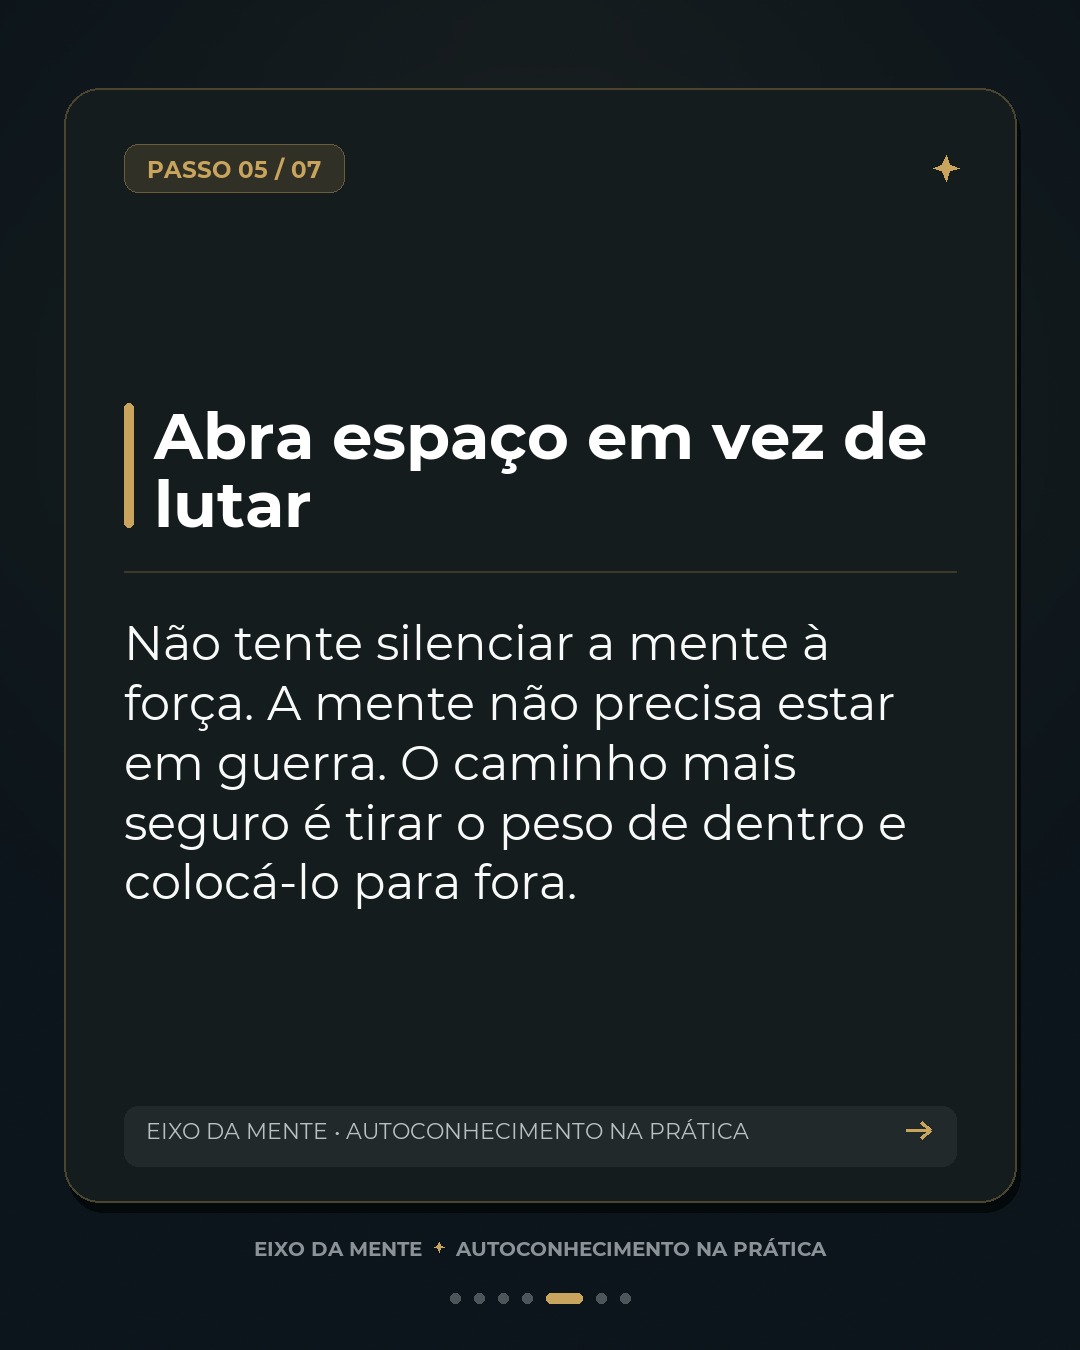 PASSO 05 / 07
Abra espaço em vez de
lutar
Não tente silenciar a mente à
força. A mente não precisa estar
em guerra. O caminho mais
seguro é tirar o peso de dentro e
colocá-lo para fora.
EIXO DA MENTE • AUTOCONHECIMENTO NA PRÁTICA
EIXO DA MENTE ✦ AUTOCONHECIMENTO NA PRÁTICA